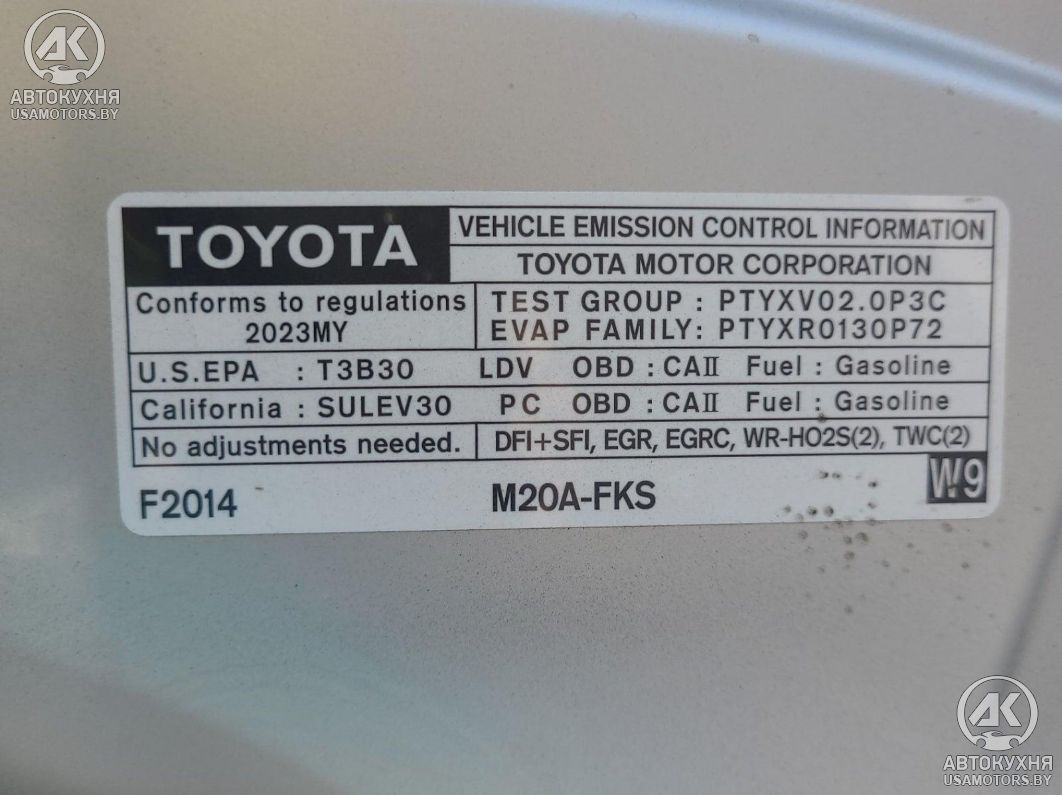 АК
АВТОКУХНЯ
USAMOTORS.BY
TOYOTA
VEHICLE EMISSION CONTROL INFORMATION
TOYOTA MOTOR CORPORATION
Conforms to regulations
2023MY
TEST GROUP : PTYXV02.0P3C
EVAP FAMILY: PTYXR0130P72
U.S.EPA : T3B30 LDV OBD : CAII Fuel : Gasoline
California : SULEV30 PC OBD : CAII Fuel : Gasoline
No adjustments needed. DFI+SFI, EGR, EGRC, WR-HO2S(2), TWC(2)
F2014 M20A-FKS W9
АК
АВТОКУХНЯ
USAMOTORS.BY